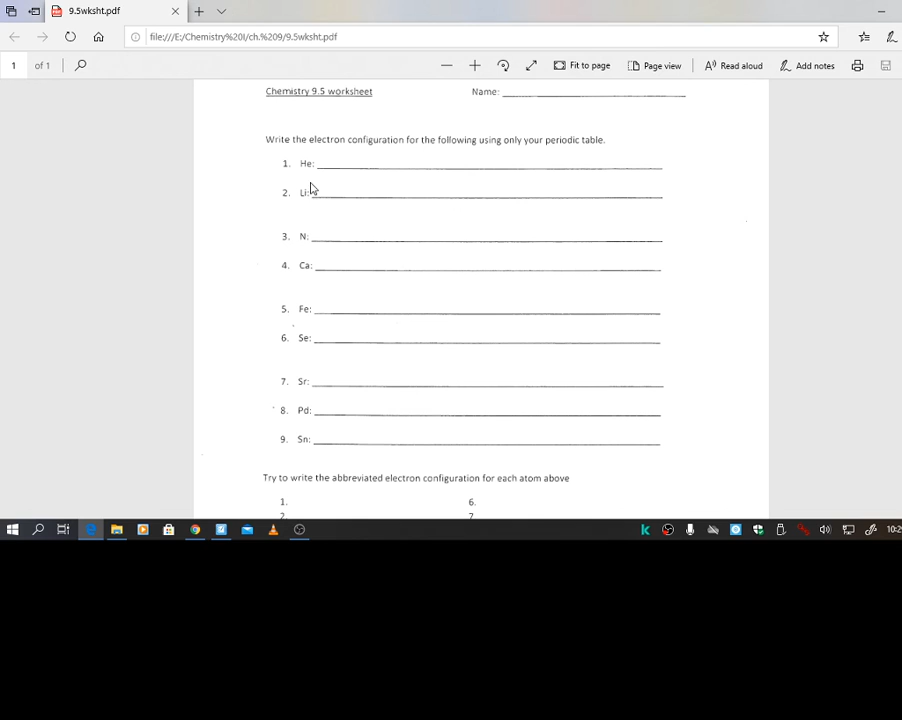 9.5wksht.pdf
file:///E:/Chemistry%20I/ch.%209/9.5wksht.pdf
1 of 1
Fit to page
Page view
Read aloud
Add notes
Chemistry 9.5 worksheet Name:
Write the electron configuration for the following using only your periodic table.
1. He:
2. Li:
3. N:
4. Ca:
5. Fe:
6. Se:
7. Sr:
8. Pd:
9. Sn:
Try to write the abbreviated electron configuration for each atom above
1. 6.
2. 7